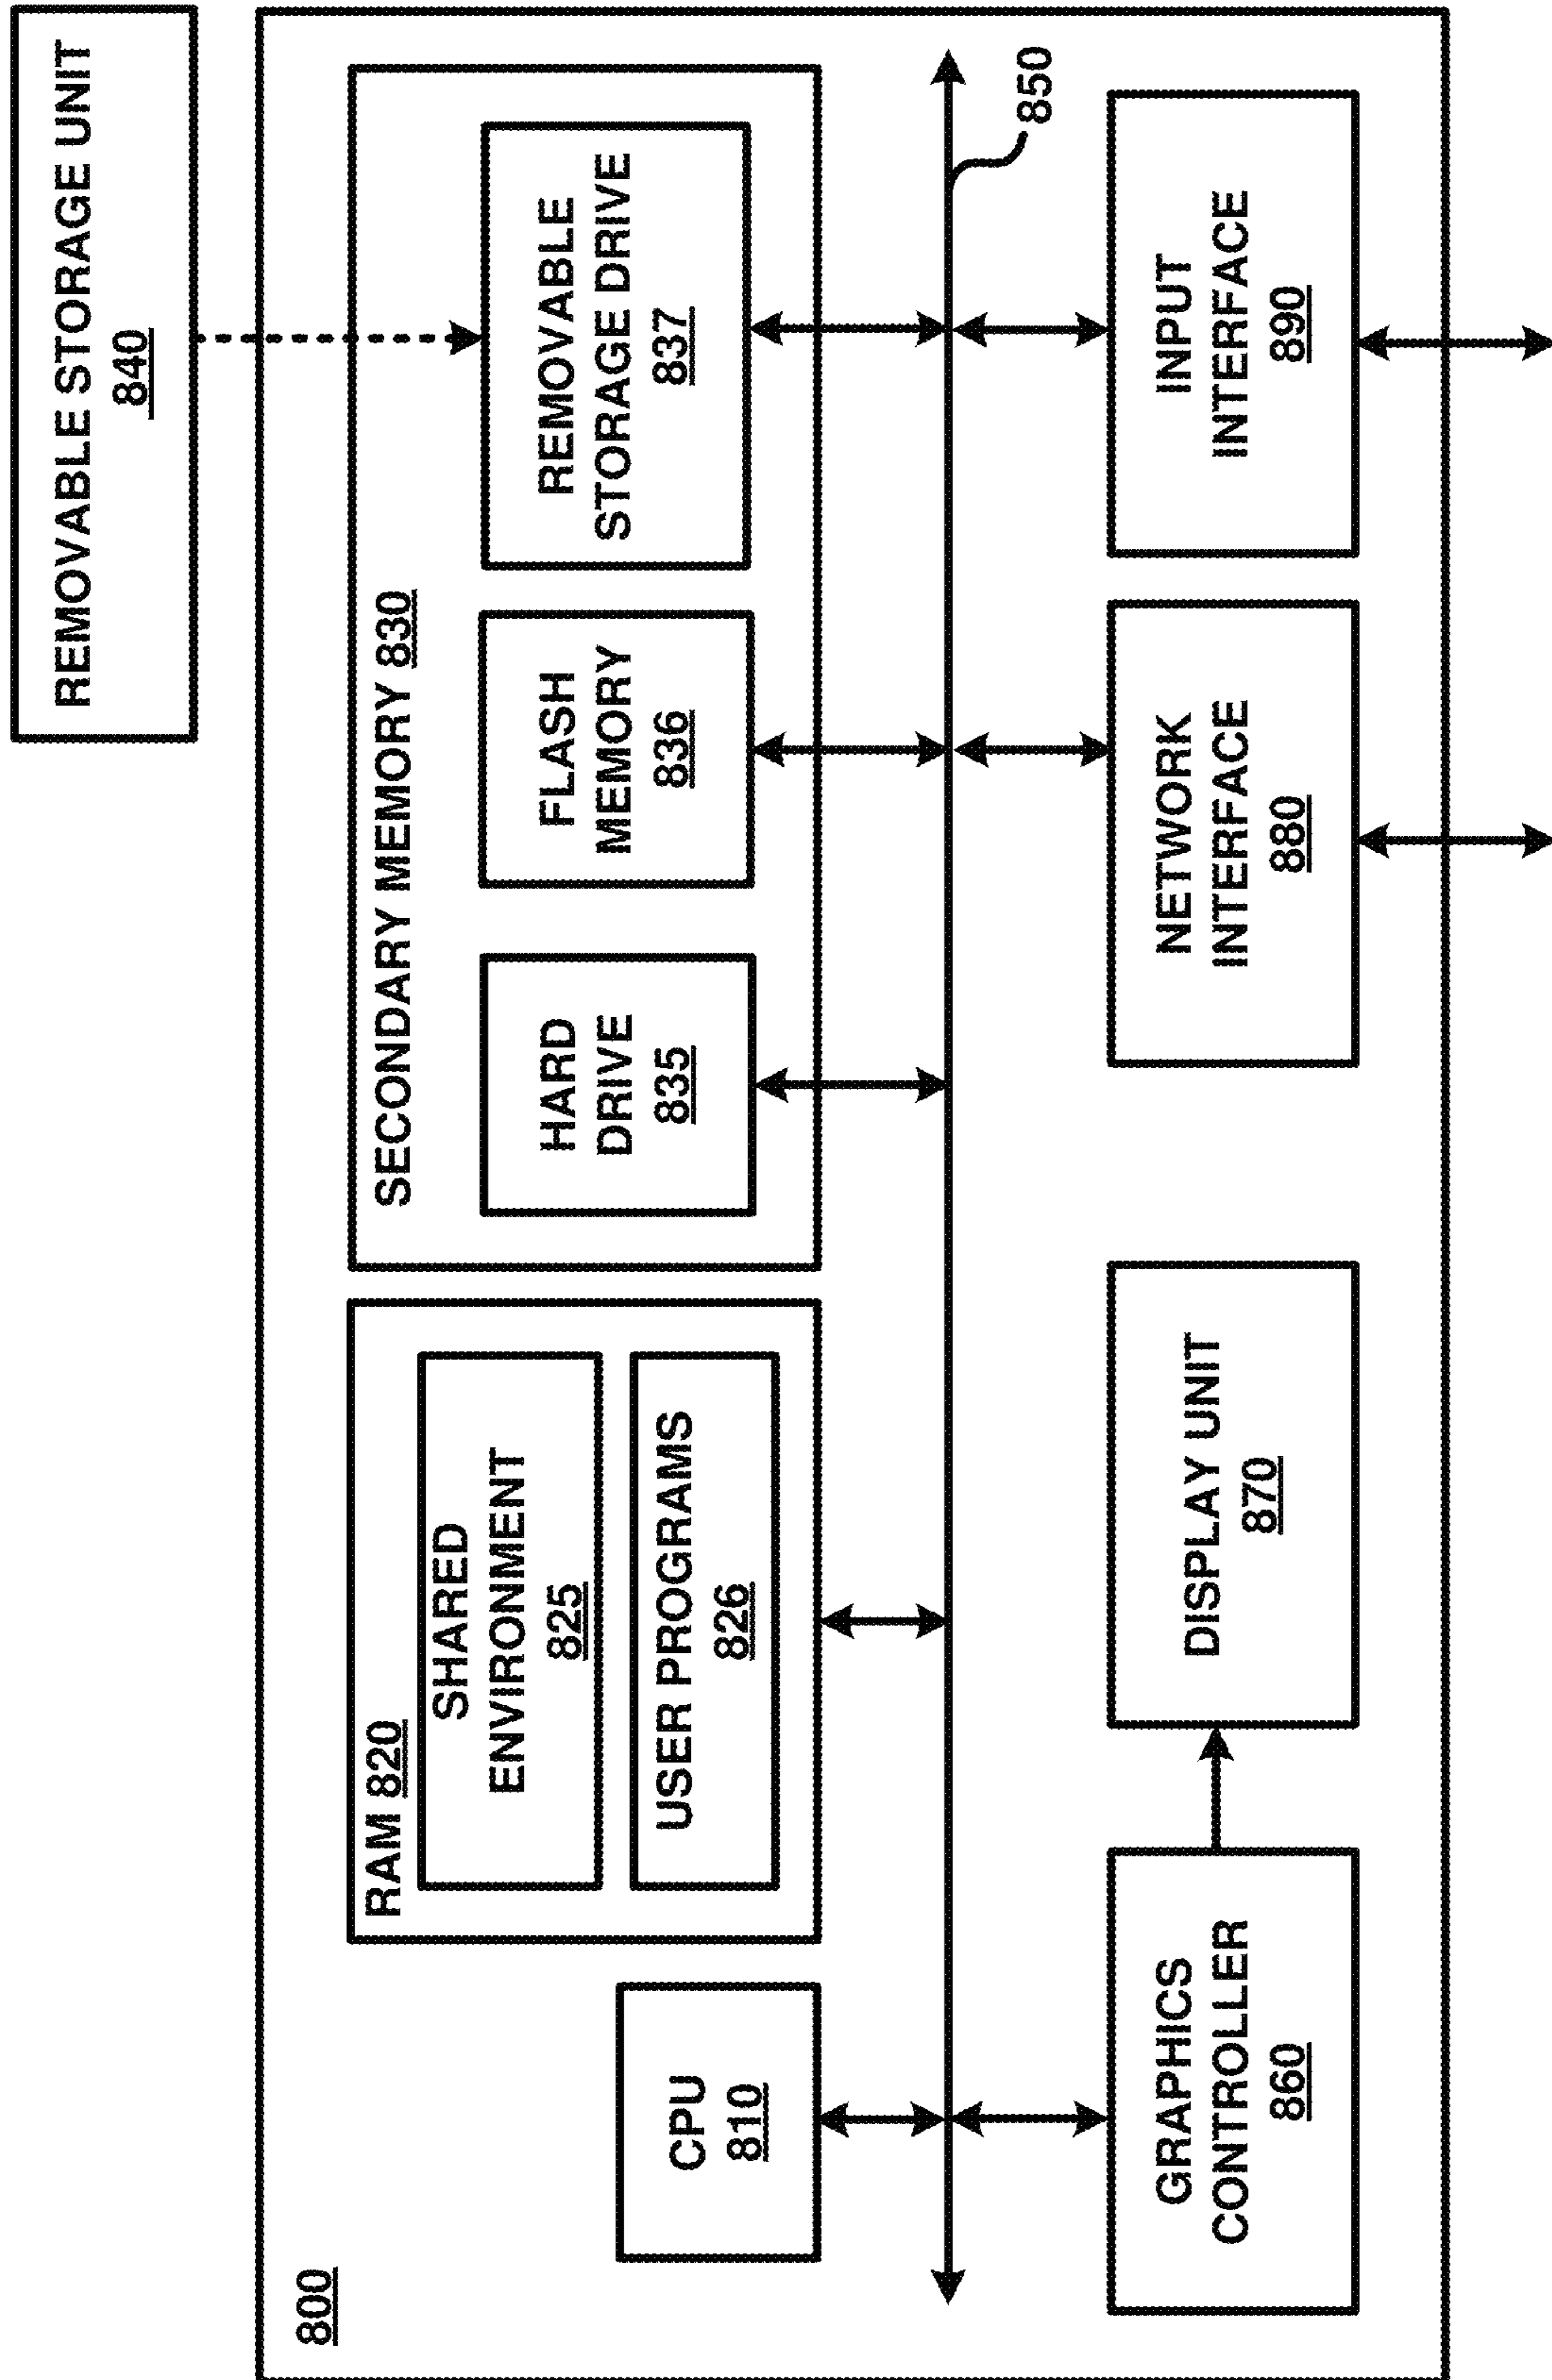 REMOVABLE STORAGE UNIT
840
800
CPU
810
RAM 820
SHARED
ENVIRONMENT
825
USER PROGRAMS
826
SECONDARY MEMORY 830
HARD
DRIVE
835
FLASH
MEMORY
836
REMOVABLE
STORAGE DRIVE
837
850
GRAPHICS
CONTROLLER
860
DISPLAY UNIT
870
NETWORK
INTERFACE
880
INPUT
INTERFACE
890